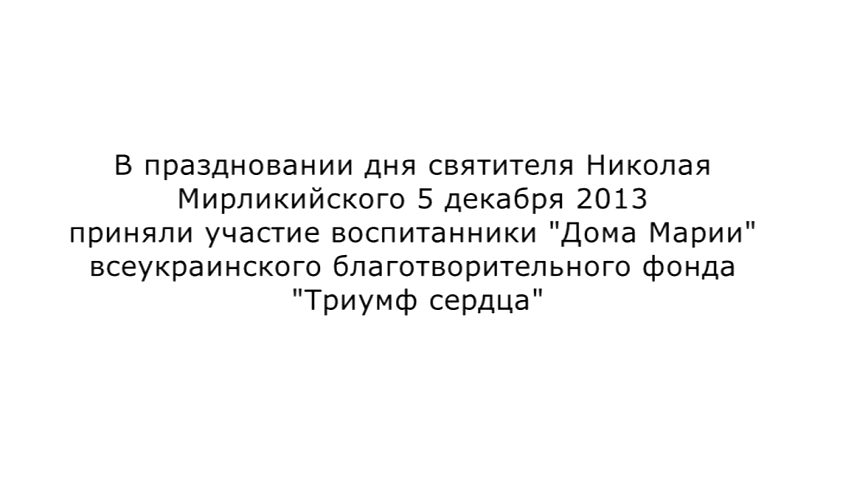 В праздновании дня святителя Николая
Мирликийского 5 декабря 2013
приняли участие воспитанники "Дома Марии"
всеукраинского благотворительного фонда
"Триумф сердца"